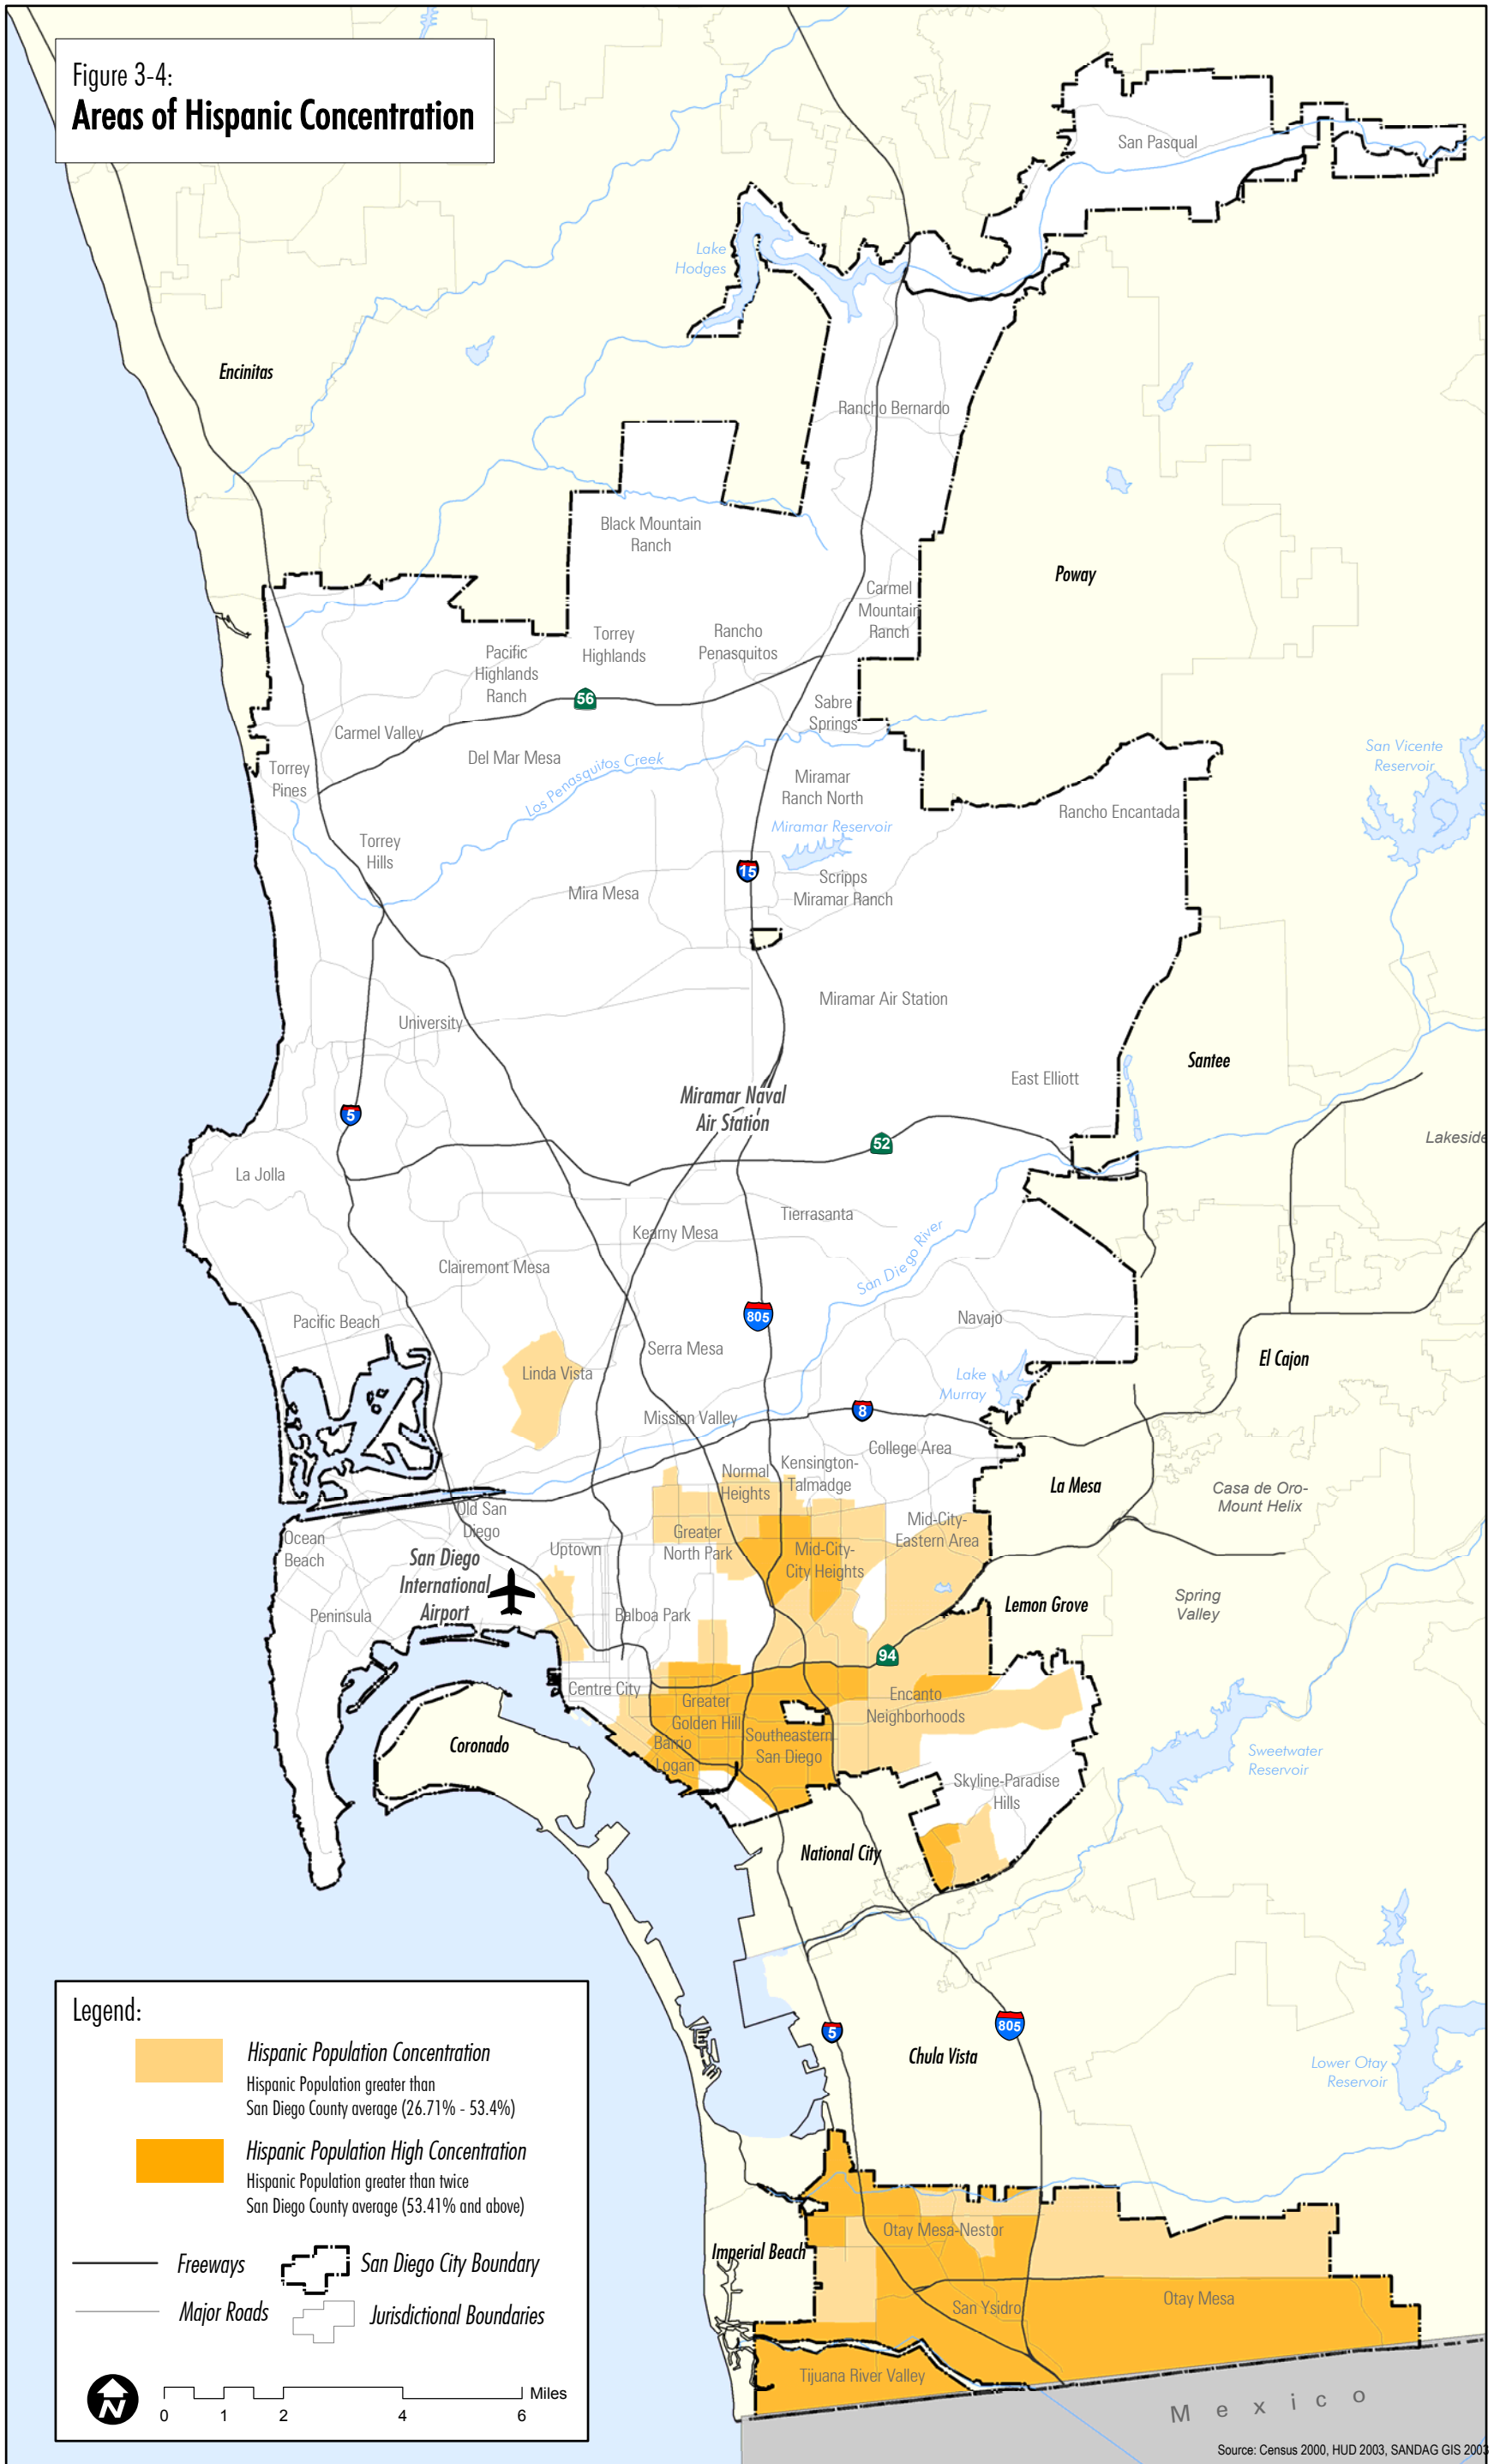 Figure 3-4:
Areas of Hispanic Concentration
San Pasqual
Lake
Hodges
Encinitas
Rancho Bernardo
Black Mountain
Ranch
Poway
Carmel
Mountain
Ranch
Torrey
Highlands
Rancho
Penasquitos
Pacific
Highlands
Ranch
56
Sabre
Springs
Carmel Valley
Del Mar Mesa
Los Penasquitos Creek
San Vicente
Reservoir
Torrey
Pines
Miramar
Ranch North
Rancho Encantada
Miramar Reservoir
Torrey
Hills
15
Scripps
Miramar Ranch
Mira Mesa
Miramar Air Station
University
Santee
East Elliott
Miramar Naval
Air Station
5
52
Lakeside
La Jolla
Tierrasanta
Kearny Mesa
San Diego River
Clairemont Mesa
Pacific Beach
805
Navajo
Serra Mesa
El Cajon
Linda Vista
Lake
Murray
8
Mission Valley
College Area
Kensington-
Talmadge
Normal
Heights
La Mesa
Casa de Oro-
Mount Helix
Old San
Diego
Mid-City-
Eastern Area
Ocean
Beach
Greater
North Park
Uptown
Mid-City-
City Heights
San Diego
International
Airport
Lemon Grove
Spring
Valley
Peninsula
Balboa Park
94
Centre City
Encanto
Neighborhoods
Greater
Golden Hill
Southeastern
San Diego
Barrio
Logan
Coronado
Sweetwater
Reservoir
Skyline-Paradise
Hills
National City
5
805
Chula Vista
Lower Otay
Reservoir
Otay Mesa-Nestor
Imperial Beach
Otay Mesa
San Ysidro
Tijuana River Valley
Mexico
Legend:
Hispanic Population Concentration
Hispanic Population greater than
San Diego County average (26.71% - 53.4%)
Hispanic Population High Concentration
Hispanic Population greater than twice
San Diego County average (53.41% and above)
Freeways
San Diego City Boundary
Major Roads
Jurisdictional Boundaries
N
Miles
0 1 2 4 6
Source: Census 2000, HUD 2003, SANDAG GIS 2003